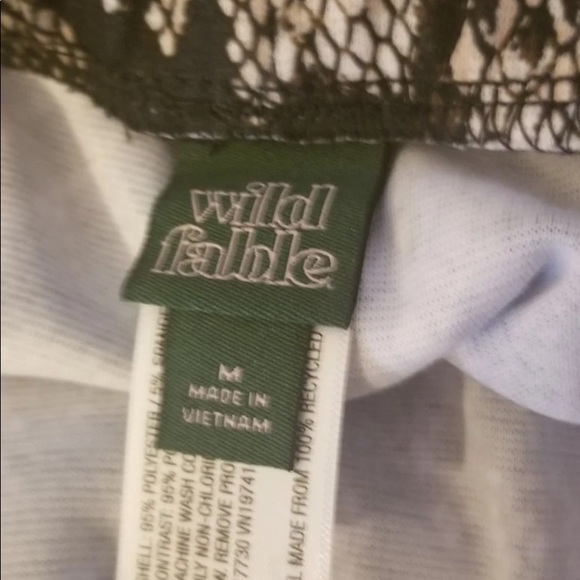 wild
fable
M
MADE IN
VIETNAM
SHELL: 95% POLYESTER / 5% SPAN
CONTRAST: 95% PO
MACHINE WASH CO
ONLY NON-CHLORI
REMOVE PRO
7730 VN19741
MADE FROM 100% RECYCLED